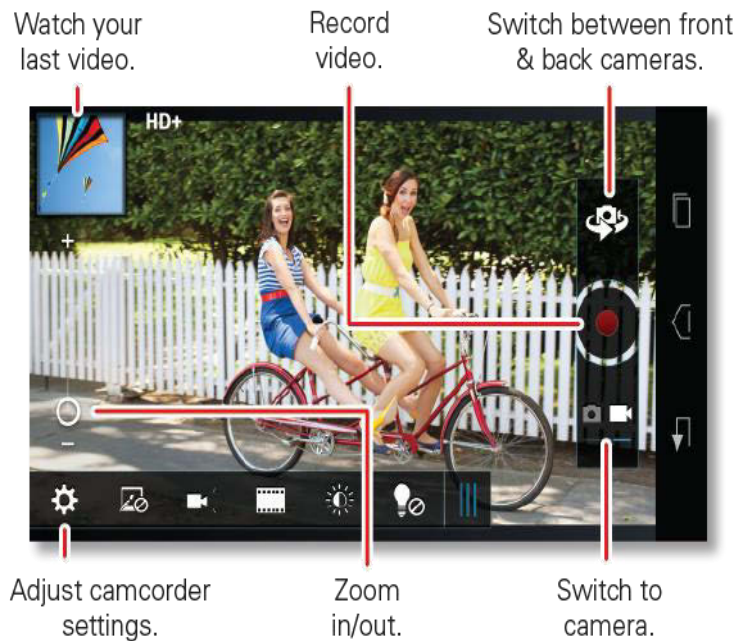 Watch your
last video.
Record
video.
Switch between front
& back cameras.
HD+
+
−
Adjust camcorder
settings.
Zoom
in/out.
Switch to
camera.